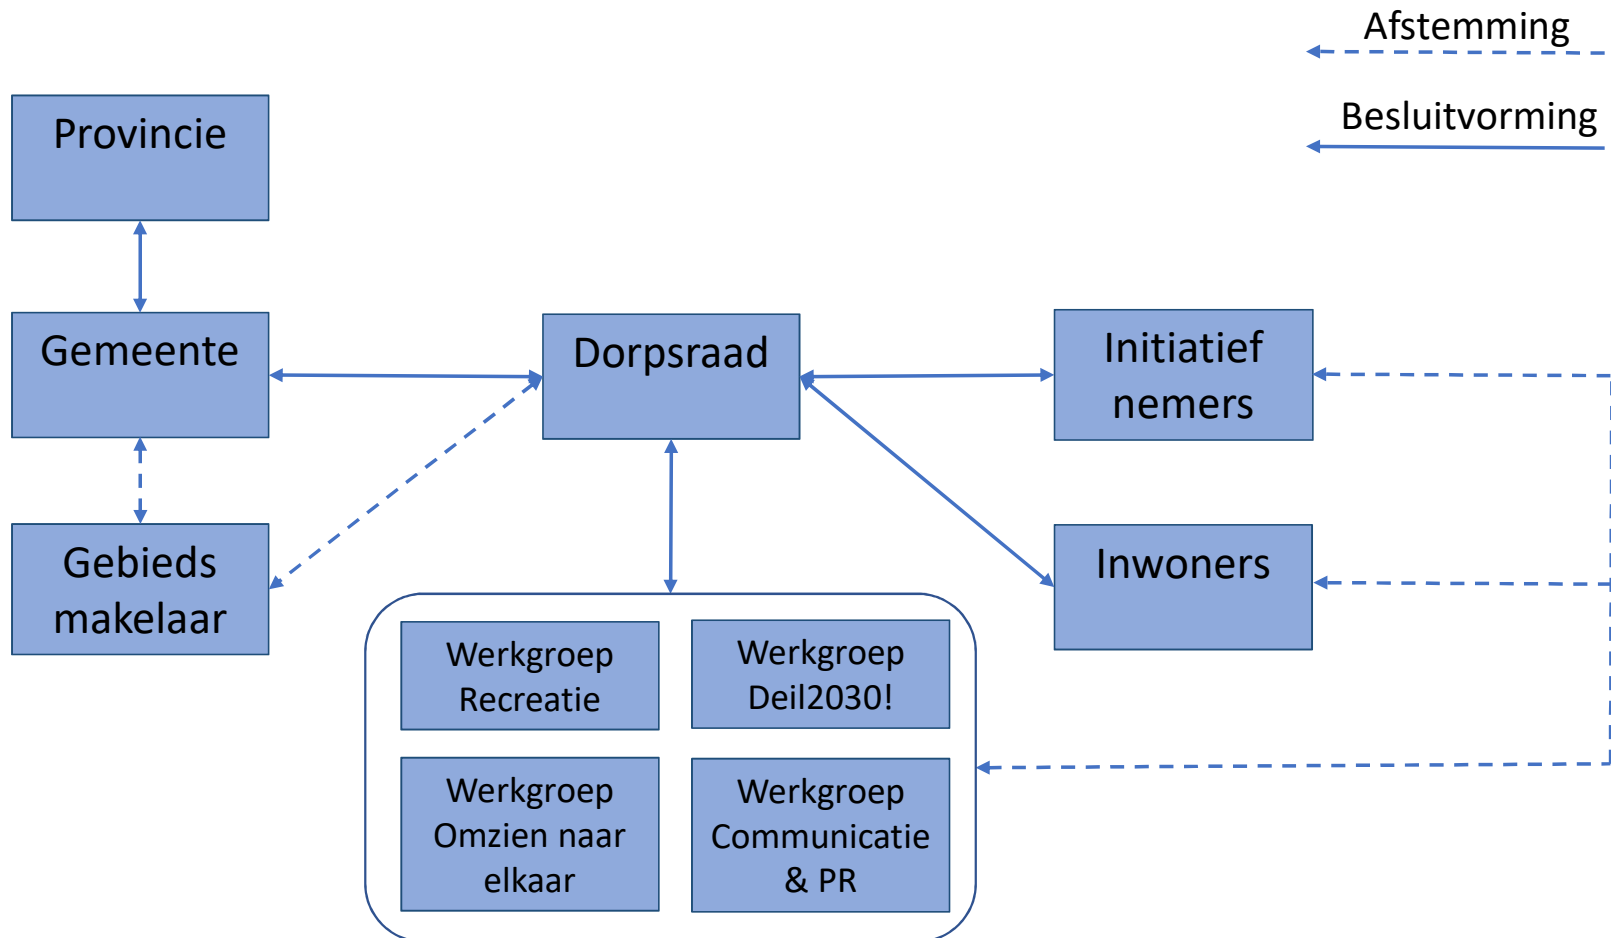 Afstemming
Besluitvorming
Provincie
Gemeente
Dorpsraad
Initiatief
nemers
Gebieds
makelaar
Inwoners
Werkgroep
Recreatie
Werkgroep
Deil2030!
Werkgroep
Omzien naar
elkaar
Werkgroep
Communicatie
& PR